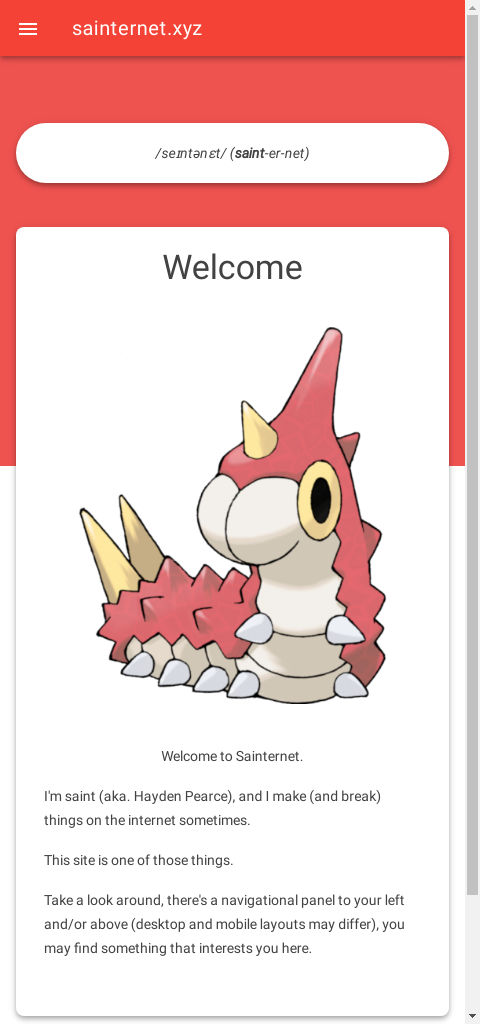 sainternet.xyz
/seɪntənɛt/ (saint-er-net)
Welcome
Welcome to Sainternet.
I'm saint (aka. Hayden Pearce), and I make (and break)
things on the internet sometimes.
This site is one of those things.
Take a look around, there's a navigational panel to your left
and/or above (desktop and mobile layouts may differ), you
may find something that interests you here.